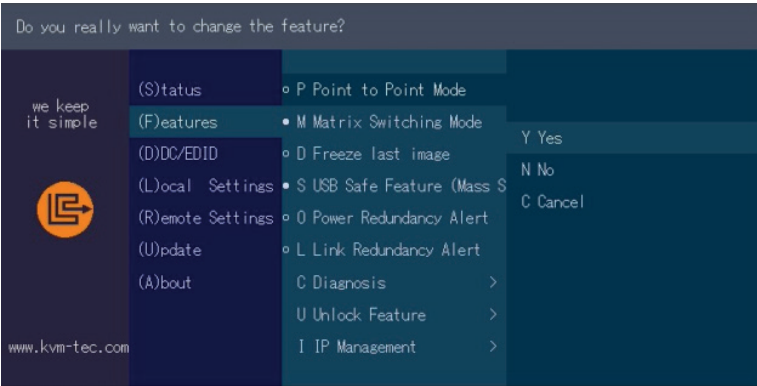 Do you really want to change the feature?
we keep
it simple
www.kvm-tec.com
(S)tatus
(F)eatures
(D)DC/EDID
(L)ocal Settings
(R)emote Settings
(U)pdate
(A)bout
P Point to Point Mode
M Matrix Switching Mode
D Freeze last image
S USB Safe Feature (Mass S
O Power Redundancy Alert
L Link Redundancy Alert
C Diagnosis >
U Unlock Feature >
I IP Management >
Y Yes
N No
C Cancel